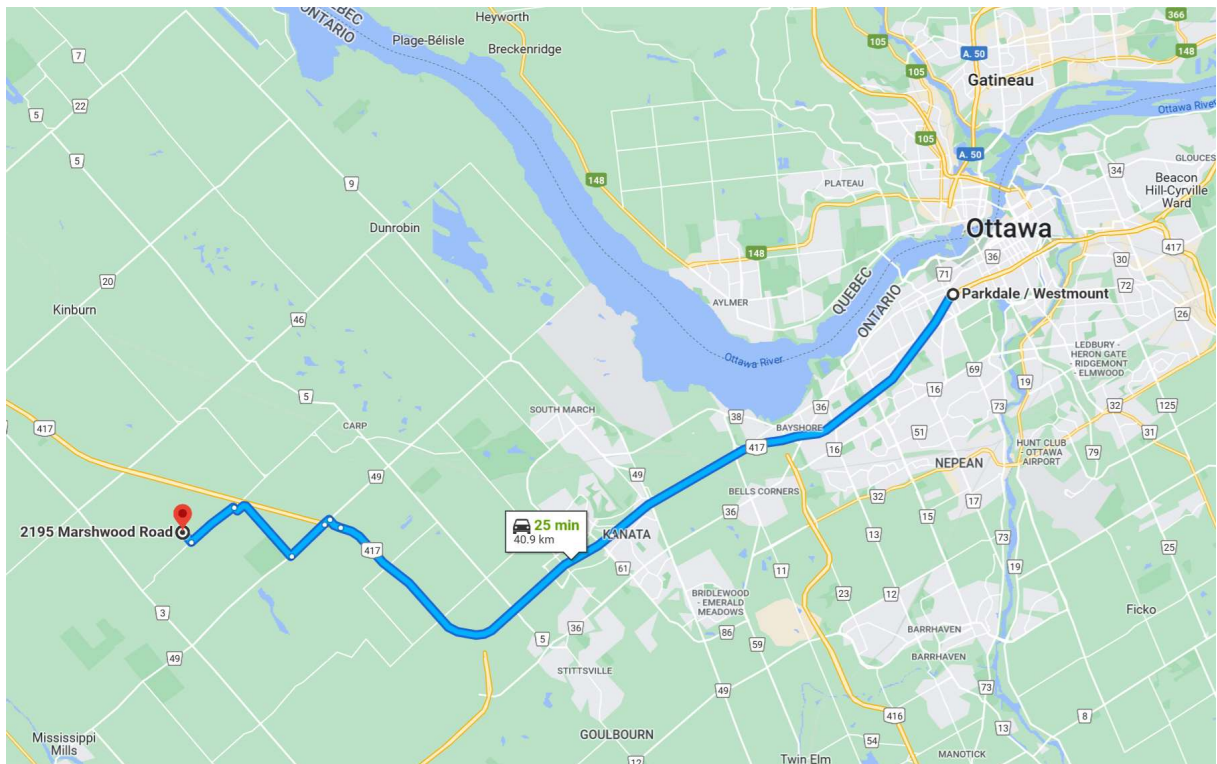 QUEBEC
ONTARIO
Heyworth
Plage-Bélisle
Breckenridge
366
105
A. 50
148
7
105
Gatineau
22
5
Ottawa River
105
A. 50
5
GLOUCES
34
148
9
PLATEAU
Beacon
Hill-Cyrville
Ward
Dunrobin
Ottawa
417
148
36
30
20
71
72
QUEBEC
ONTARIO
Parkdale / Westmount
AYLMER
Kinburn
46
26
LEDBURY -
HERON GATE
- RIDGEMONT
- ELMWOOD
Ottawa River
69
19
16
5
SOUTH MARCH
36
73
32
125
38
417
CARP
BAYSHORE
51
31
417
16
HUNT CLUB
- OTTAWA
AIRPORT
79
NEPEAN
49
49
BELLS CORNERS
32
17
36
15
25 min
40.9 km
2195 Marshwood Road
KANATA
73
417
25
61
11
19
BRIDLEWOOD
- EMERALD
MEADOWS
23
12
3
Ficko
36
86
BARRHAVEN
5
59
49
BARRHAVEN
STITTSVILLE
73
49
416
8
13
GOULBOURN
Mississippi
Mills
54
MANOTICK
12
Twin Elm